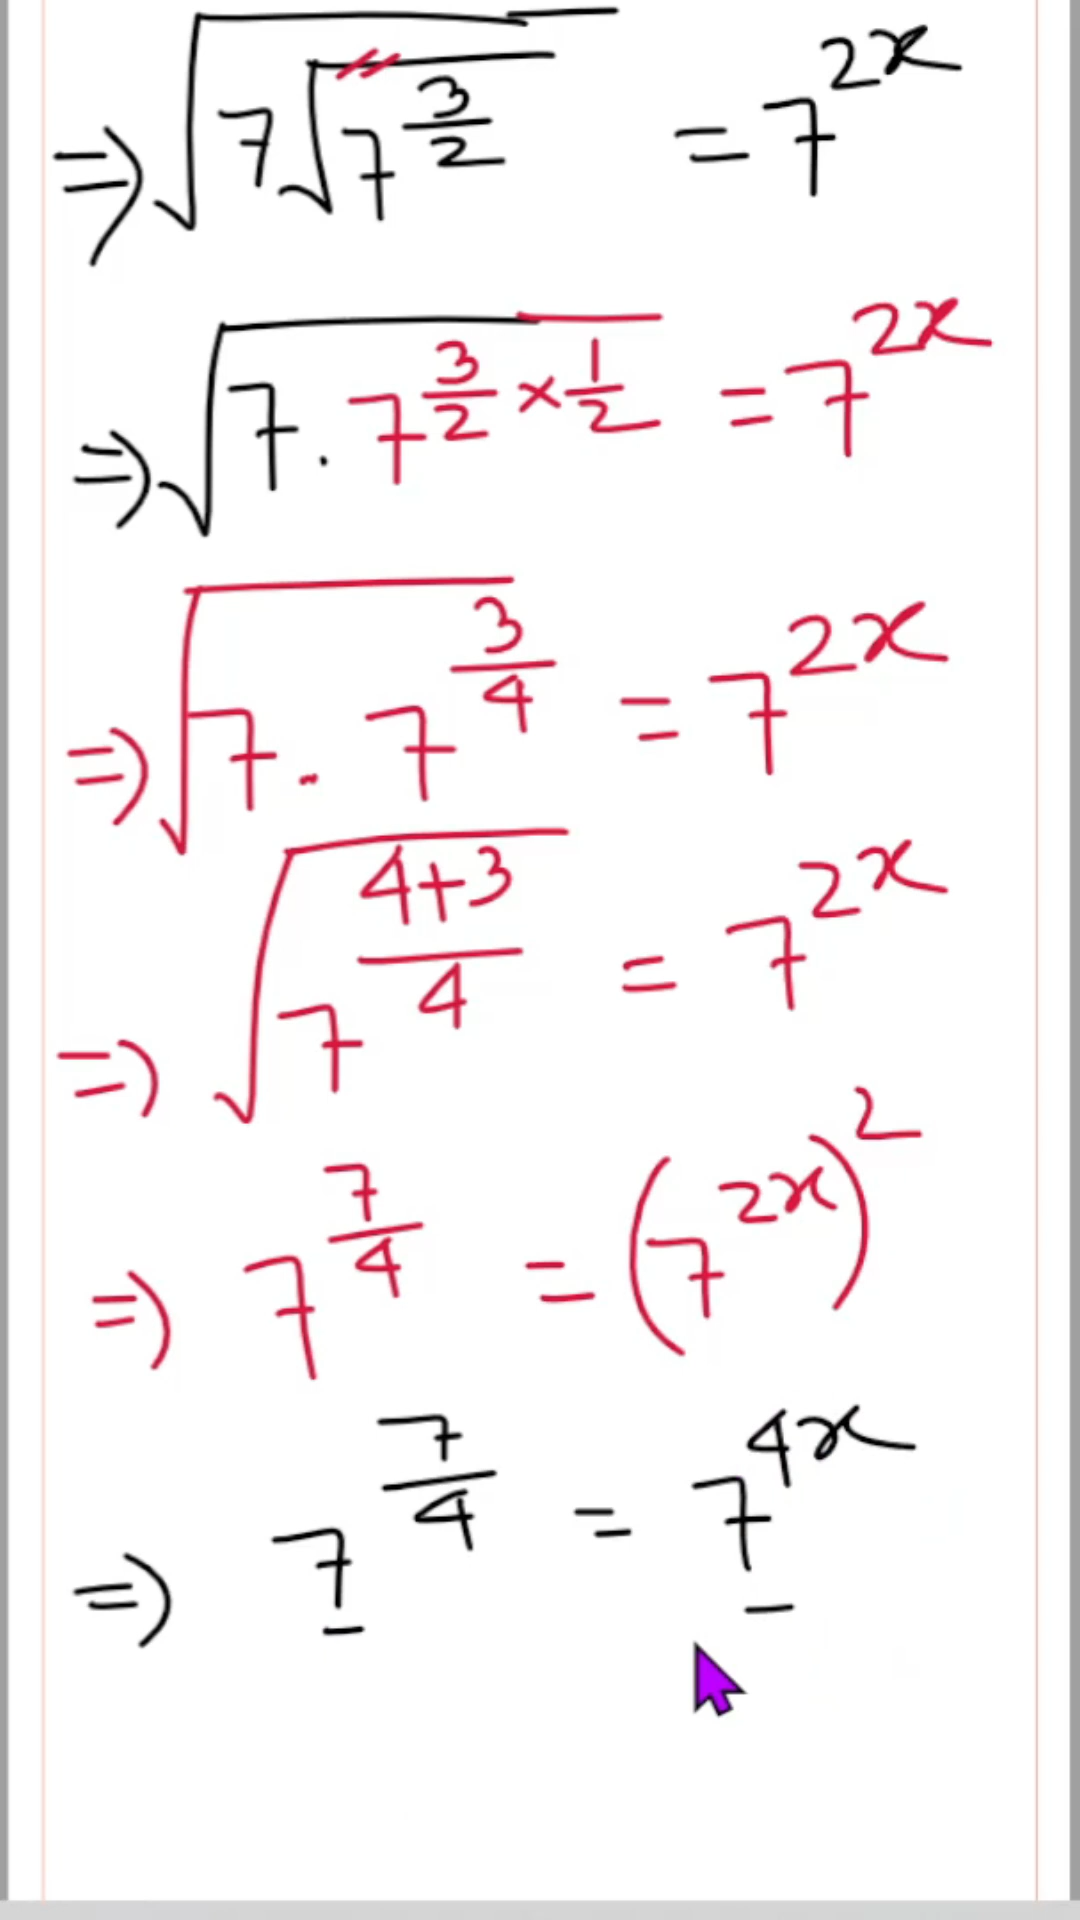 ⇒ √(7√(7^(3/2))) = 7^(2x)
⇒ √(7 . 7^(3/2 × 1/2)) = 7^(2x)
⇒ √(7 . 7^(3/4)) = 7^(2x)
⇒ √(7^((4+3)/4)) = 7^(2x)
⇒ 7^(7/4) = (7^(2x))^2
⇒ 7^(7/4) = 7^(4x)